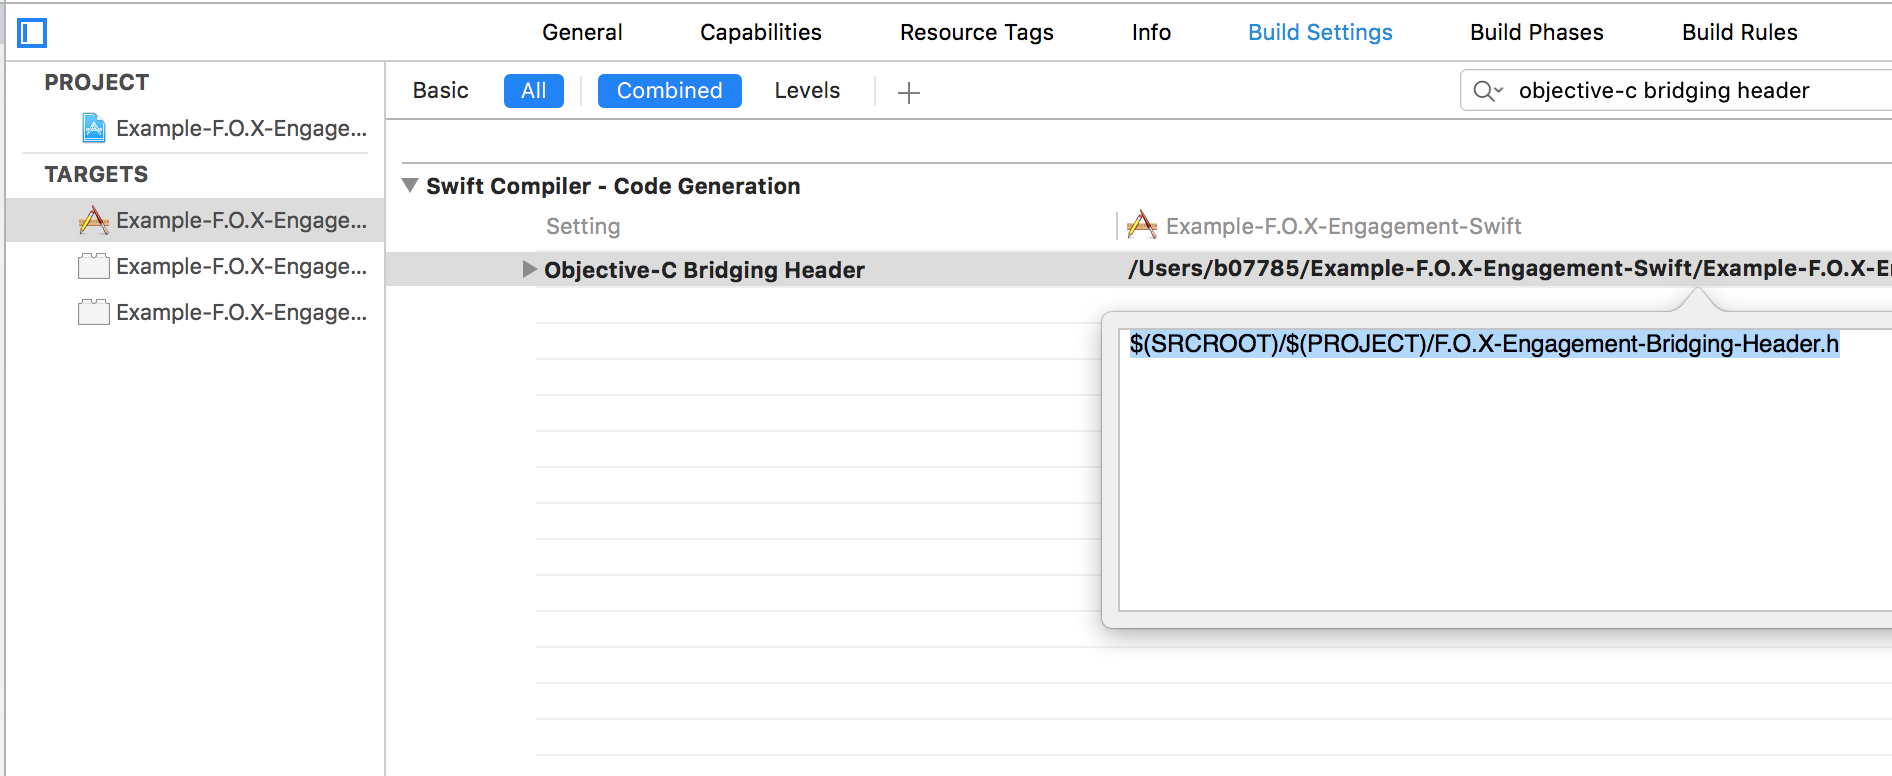 General Capabilities Resource Tags Info Build Settings Build Phases Build Rules
PROJECT
Example-F.O.X-Engage...
TARGETS
Example-F.O.X-Engage...
Example-F.O.X-Engage...
Example-F.O.X-Engage...
Basic All Combined Levels + objective-c bridging header
Swift Compiler - Code Generation
Setting Example-F.O.X-Engagement-Swift
Objective-C Bridging Header /Users/b07785/Example-F.O.X-Engagement-Swift/Example-F.O.X-E
$(SRCROOT)/$(PROJECT)/F.O.X-Engagement-Bridging-Header.h